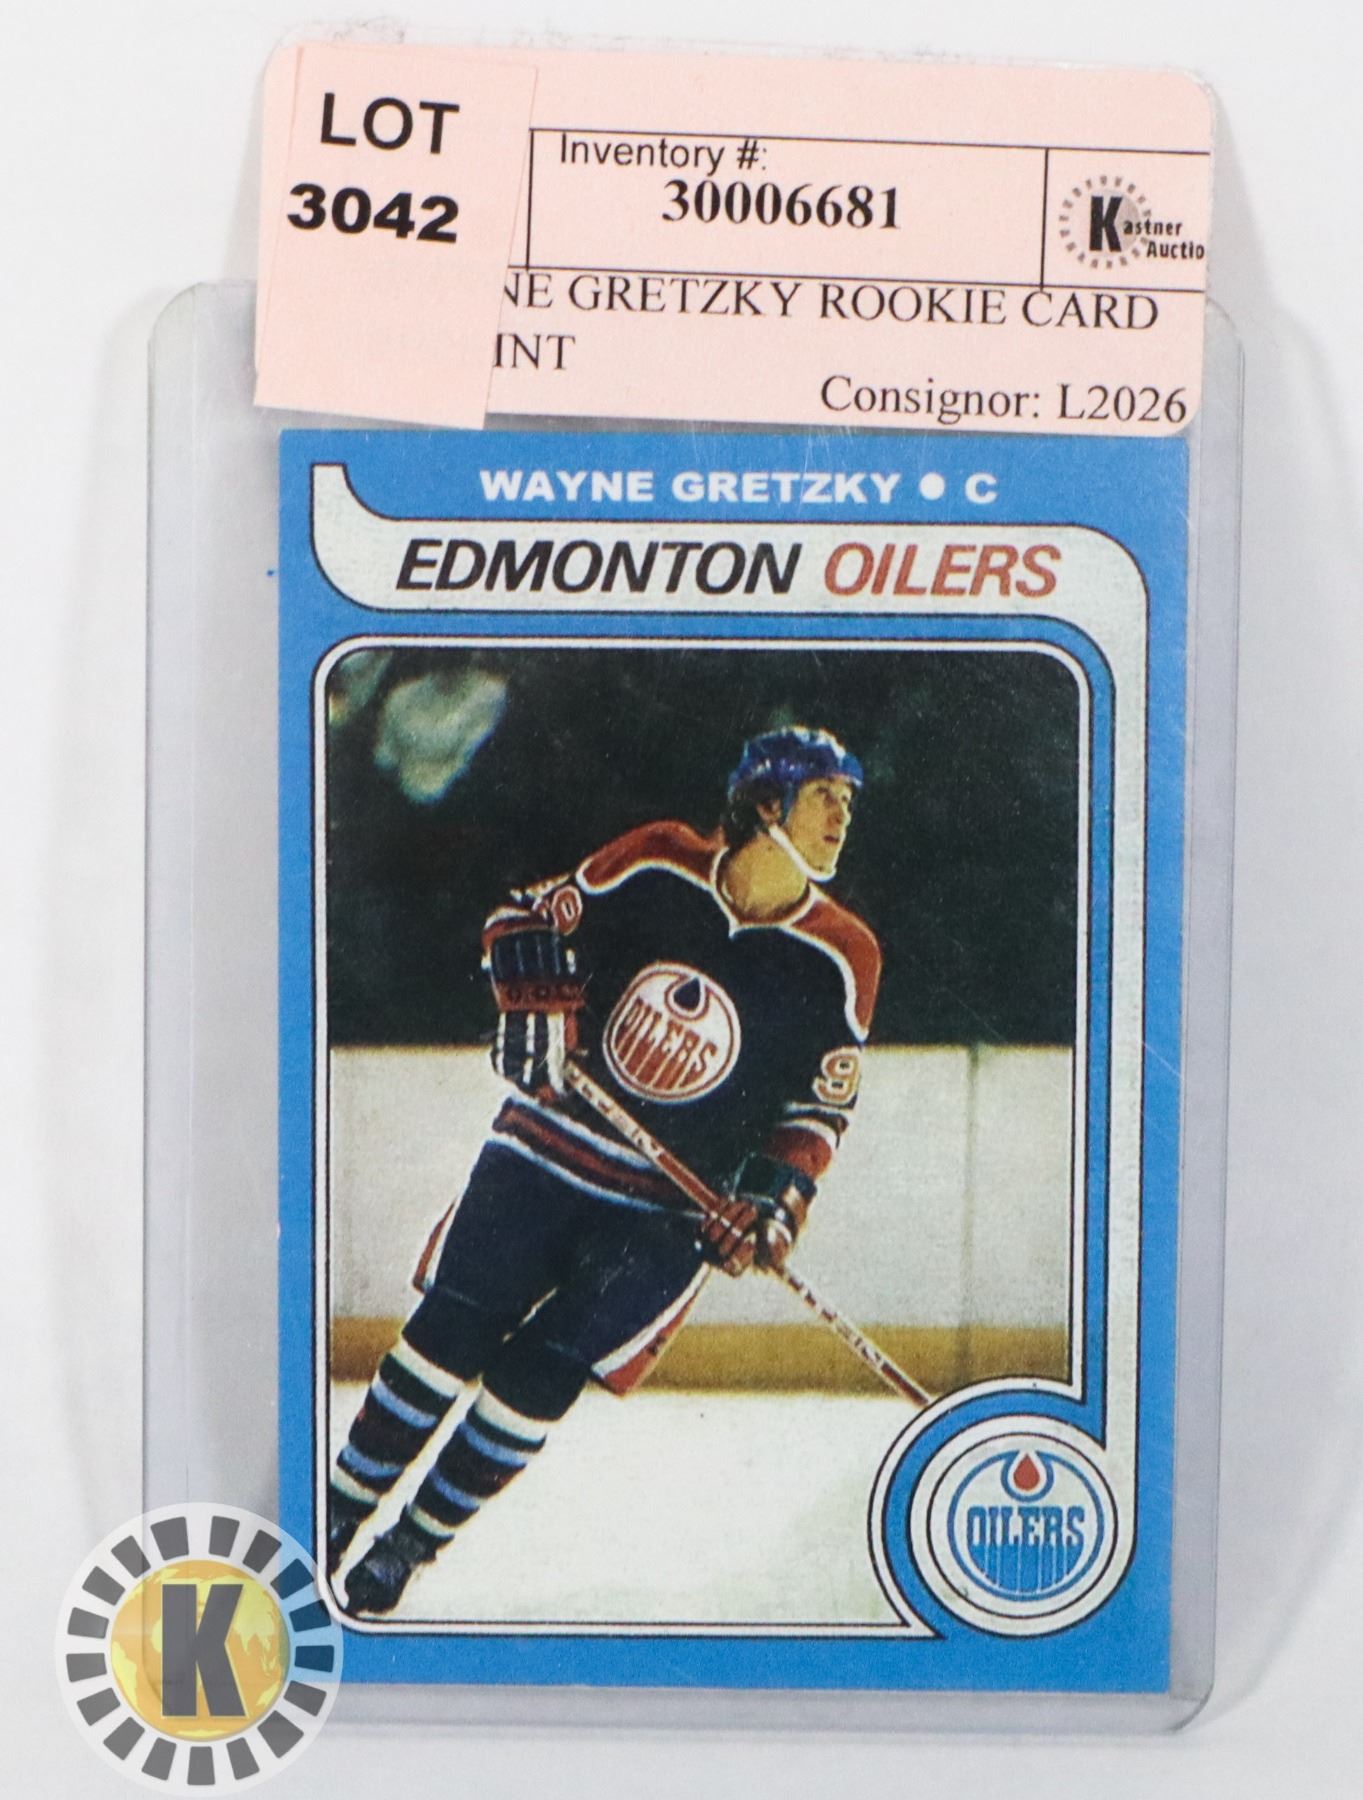 LOT
3042
Inventory #:
30006681
Kastner
Auctio
NE GRETZKY ROOKIE CARD
INT
Consignor: L2026
WAYNE GRETZKY • C
EDMONTON OILERS
OILERS
9
OILERS
K